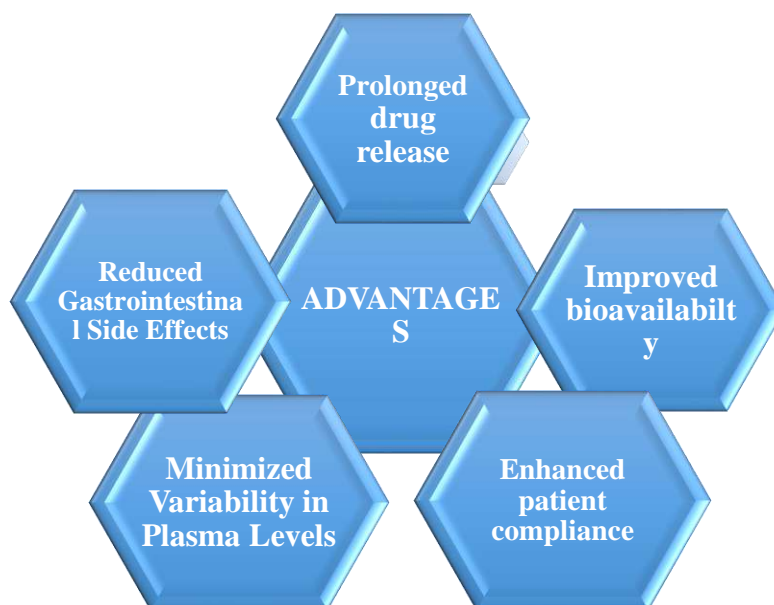 Prolonged
drug
release
Reduced
Gastrointestina
l Side Effects
ADVANTAGE
S
Improved
bioavailabilt
y
Minimized
Variability in
Plasma Levels
Enhanced
patient
compliance